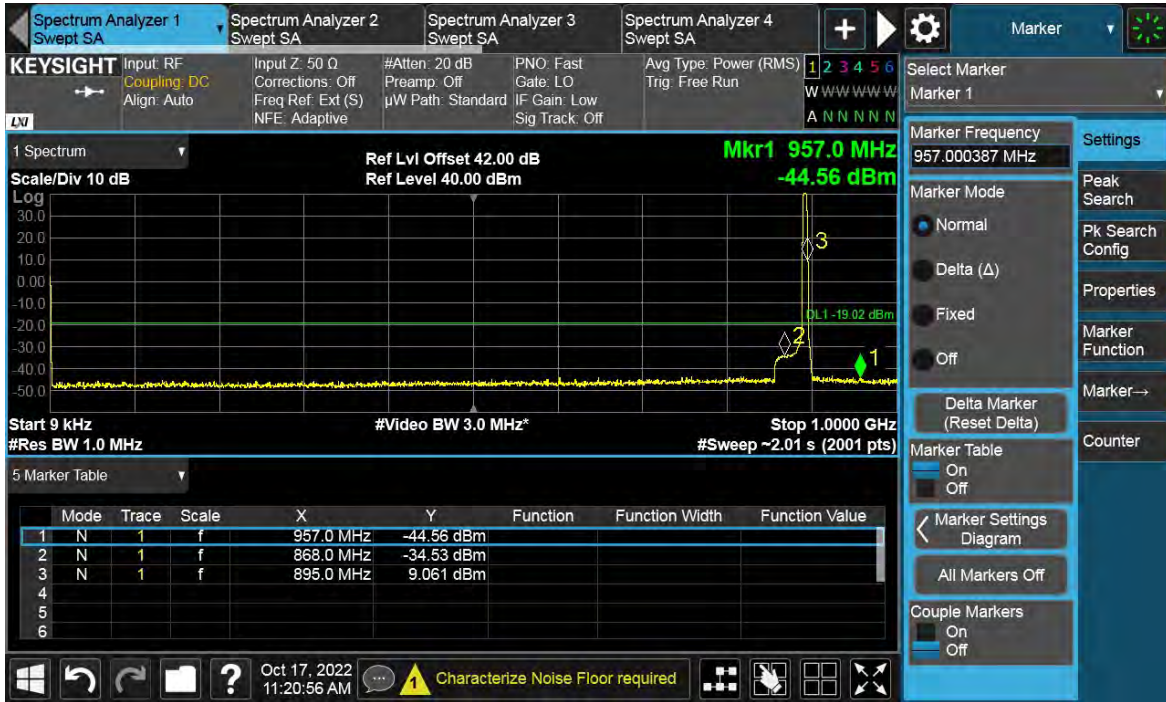 Spectrum Analyzer 1
Swept SA
Spectrum Analyzer 2
Swept SA
Spectrum Analyzer 3
Swept SA
Spectrum Analyzer 4
Swept SA
+
Marker
KEYSIGHT
LXI
Input: RF
Coupling: DC
Align: Auto
Input Z: 50 Ω
Corrections: Off
Freq Ref: Ext (S)
NFE: Adaptive
#Atten: 20 dB
Preamp: Off
µW Path: Standard
PNO: Fast
Gate: LO
IF Gain: Low
Sig Track: Off
Avg Type: Power (RMS)
Trig: Free Run
1 2 3 4 5 6
W W W W W W
A N N N N N
Select Marker
Marker 1
1 Spectrum
Scale/Div 10 dB
Ref Lvl Offset 42.00 dB
Ref Level 40.00 dBm
Mkr1 957.0 MHz
-44.56 dBm
Log
30.0
20.0
10.0
0.00
-10.0
-20.0
-30.0
-40.0
-50.0
3
DL1 -19.02 dBm
2
1
Start 9 kHz
#Res BW 1.0 MHz
#Video BW 3.0 MHz*
Stop 1.0000 GHz
#Sweep ~2.01 s (2001 pts)
5 Marker Table
Mode Trace Scale X Y Function Function Width Function Value
1 N 1 f 957.0 MHz -44.56 dBm
2 N 1 f 868.0 MHz -34.53 dBm
3 N 1 f 895.0 MHz 9.061 dBm
4
5
6
Marker Frequency
957.000387 MHz
Marker Mode
Normal
Delta (Δ)
Fixed
Off
Delta Marker
(Reset Delta)
Marker Table
On
Off
Marker Settings
Diagram
All Markers Off
Couple Markers
On
Off
Settings
Peak
Search
Pk Search
Config
Properties
Marker
Function
Marker→
Counter
?
Oct 17, 2022
11:20:56 AM
1
Characterize Noise Floor required